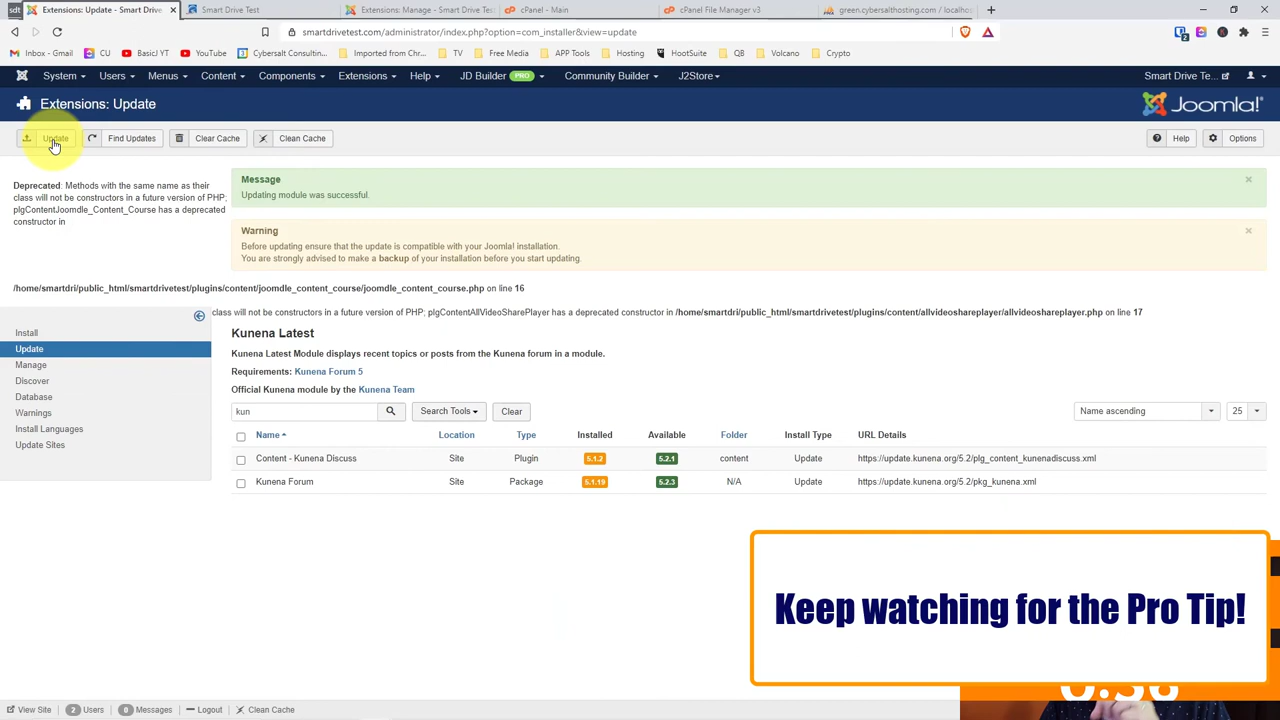 sdt
Extensions: Update - Smart Drive
Smart Drive Test
Extensions: Manage - Smart Drive Tes
cPanel - Main
cPanel File Manager v3
green.cybersalthosting.com / localho
smartdrivetest.com/administrator/index.php?option=com_installer&view=update
Inbox - Gmail
CU
BasicJ YT
YouTube
Cybersalt Consultin...
Imported from Chr...
TV
Free Media
APP Tools
Hosting
HootSuite
QB
Volcano
Crypto
System
Users
Menus
Content
Components
Extensions
Help
JD Builder PRO
Community Builder
J2Store
Smart Drive Te...
Extensions: Update
Joomla!
Update
Find Updates
Clear Cache
Clean Cache
Help
Options
Deprecated: Methods with the same name as their
class will not be constructors in a future version of PHP;
plgContentJoomdle_Content_Course has a deprecated
constructor in
Message
Updating module was successful.
Warning
Before updating ensure that the update is compatible with your Joomla! installation.
You are strongly advised to make a backup of your installation before you start updating.
/home/smartdri/public_html/smartdrivetest/plugins/content/joomdle_content_course/joomdle_content_course.php on line 16
class will not be constructors in a future version of PHP; plgContentAllVideoSharePlayer has a deprecated constructor in /home/smartdri/public_html/smartdrivetest/plugins/content/allvideoshareplayer/allvideoshareplayer.php on line 17
Install
Update
Manage
Discover
Database
Warnings
Install Languages
Update Sites
Kunena Latest
Kunena Latest Module displays recent topics or posts from the Kunena forum in a module.
Requirements: Kunena Forum 5
Official Kunena module by the Kunena Team
kun
Search Tools
Clear
Name ascending
25
Name
Location
Type
Installed
Available
Folder
Install Type
URL Details
Content - Kunena Discuss
Site
Plugin
5.1.2
5.2.1
content
Update
https://update.kunena.org/5.2/plg_content_kunenadiscuss.xml
Kunena Forum
Site
Package
5.1.19
5.2.3
N/A
Update
https://update.kunena.org/5.2/pkg_kunena.xml
Keep watching for the Pro Tip!
View Site
2 Users
0 Messages
Logout
Clean Cache